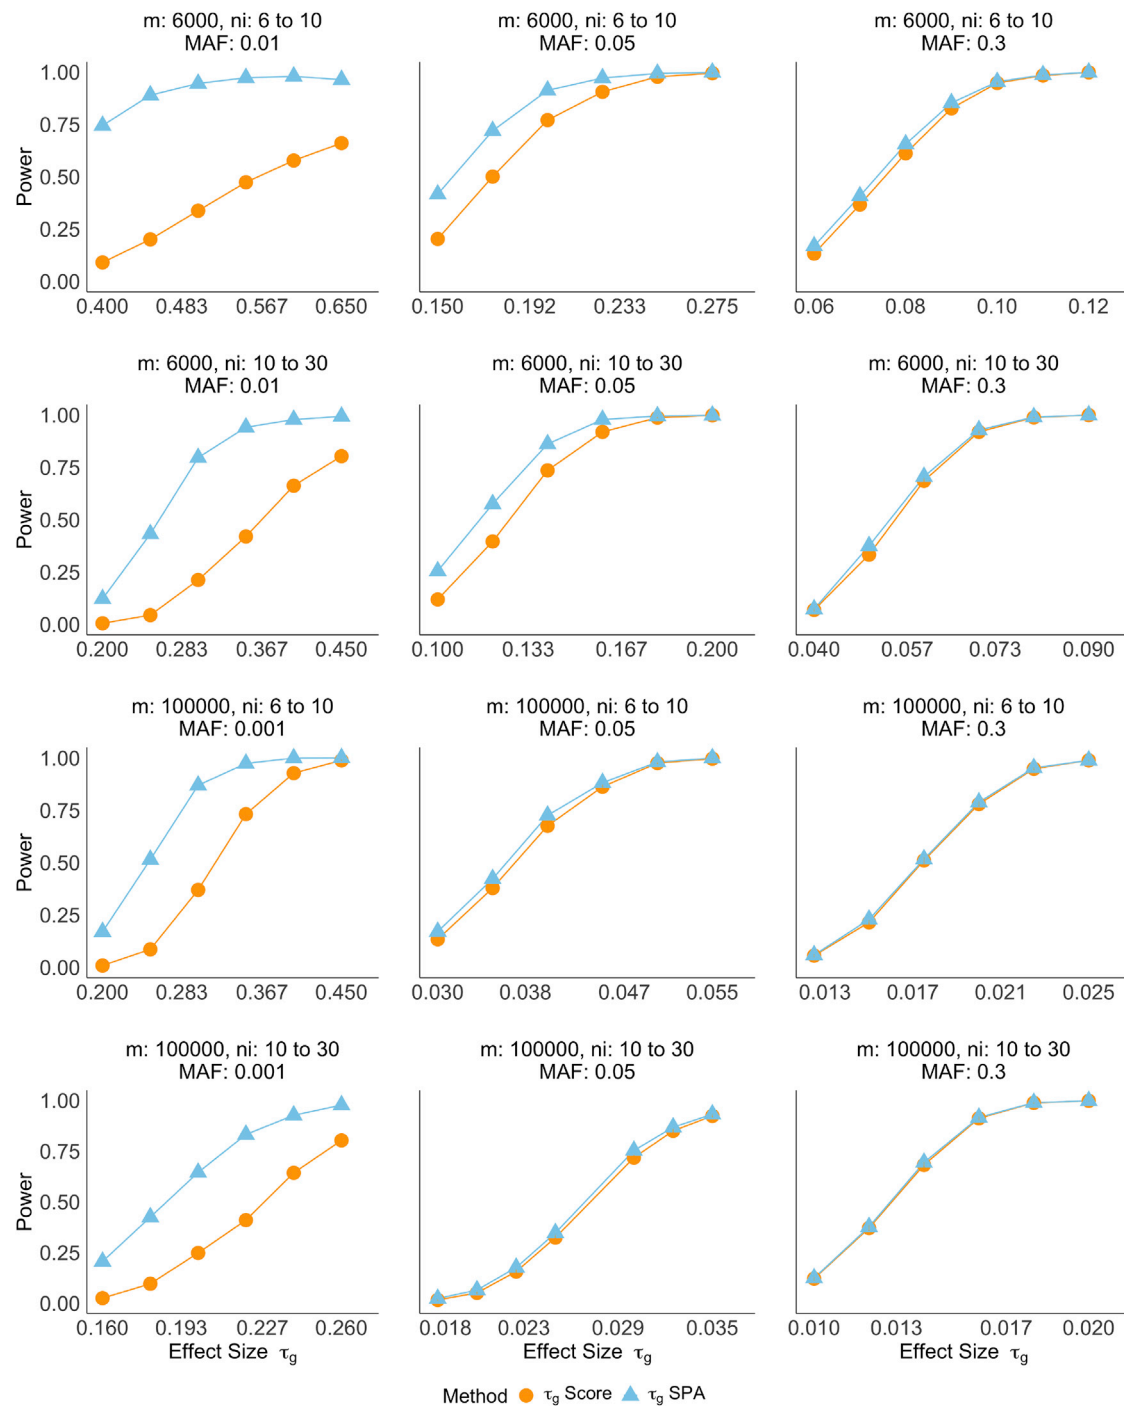 m: 6000, ni: 6 to 10
MAF: 0.01
m: 6000, ni: 6 to 10
MAF: 0.05
m: 6000, ni: 6 to 10
MAF: 0.3
Power
1.00
0.75
0.50
0.25
0.00
0.400 0.483 0.567 0.650
0.150 0.192 0.233 0.275
0.06 0.08 0.10 0.12
m: 6000, ni: 10 to 30
MAF: 0.01
m: 6000, ni: 10 to 30
MAF: 0.05
m: 6000, ni: 10 to 30
MAF: 0.3
Power
1.00
0.75
0.50
0.25
0.00
0.200 0.283 0.367 0.450
0.100 0.133 0.167 0.200
0.040 0.057 0.073 0.090
m: 100000, ni: 6 to 10
MAF: 0.001
m: 100000, ni: 6 to 10
MAF: 0.05
m: 100000, ni: 6 to 10
MAF: 0.3
Power
1.00
0.75
0.50
0.25
0.00
0.200 0.283 0.367 0.450
0.030 0.038 0.047 0.055
0.013 0.017 0.021 0.025
m: 100000, ni: 10 to 30
MAF: 0.001
m: 100000, ni: 10 to 30
MAF: 0.05
m: 100000, ni: 10 to 30
MAF: 0.3
Power
1.00
0.75
0.50
0.25
0.00
0.160 0.193 0.227 0.260
0.018 0.023 0.029 0.035
0.010 0.013 0.017 0.020
Effect Size τg
Effect Size τg
Effect Size τg
Method τg Score τg SPA